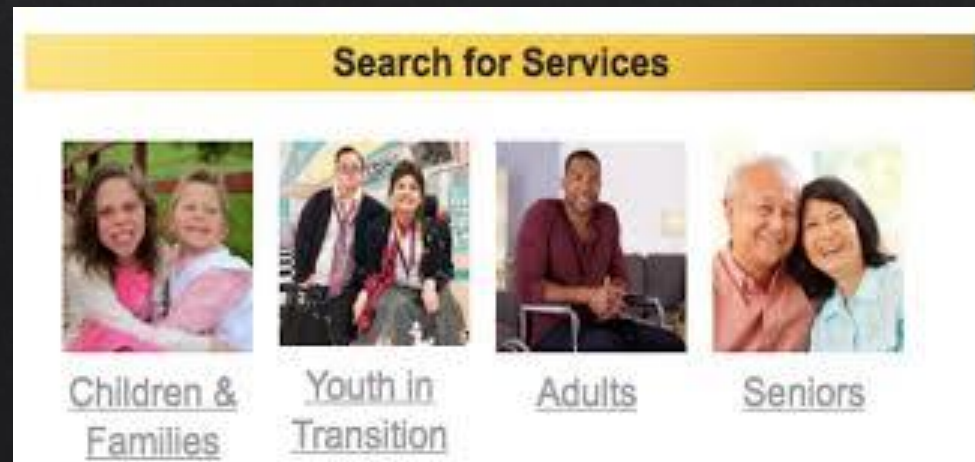 Search for Services
Children &
Families
Youth in
Transition
Adults
Seniors